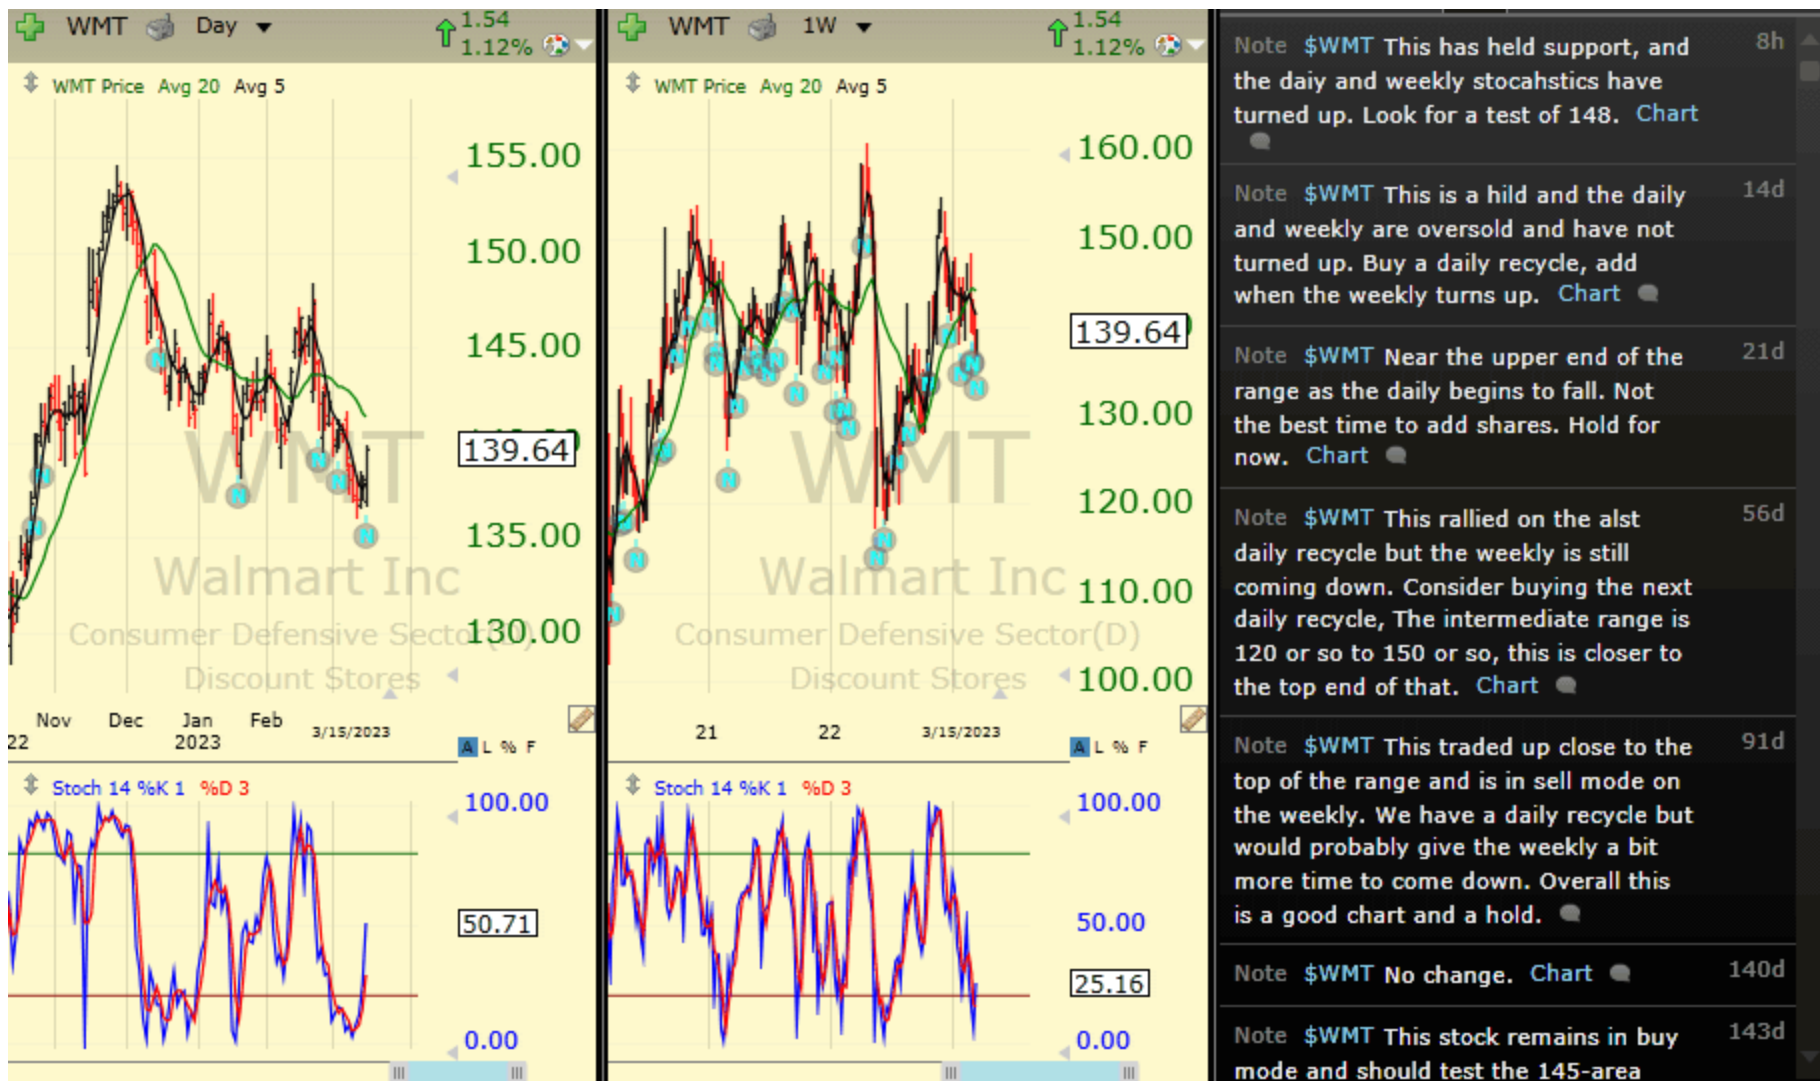 WMT Day 1.54
1.12%
WMT Price Avg 20 Avg 5
155.00
150.00
145.00
139.64
135.00
130.00
WMT
Walmart Inc
Consumer Defensive Sector(D)
Discount Stores
Nov Dec Jan Feb 3/15/2023
22 2023
A L % F
Stoch 14 %K 1 %D 3
100.00
50.71
0.00
WMT 1W 1.54
1.12%
WMT Price Avg 20 Avg 5
160.00
150.00
139.64
130.00
120.00
110.00
100.00
WMT
Walmart Inc
Consumer Defensive Sector(D)
Discount Stores
21 22 3/15/2023
A L % F
Stoch 14 %K 1 %D 3
100.00
50.00
25.16
0.00
Note $WMT This has held support, and 8h
the daiy and weekly stocahstics have
turned up. Look for a test of 148. Chart
Note $WMT This is a hild and the daily 14d
and weekly are oversold and have not
turned up. Buy a daily recycle, add
when the weekly turns up. Chart
Note $WMT Near the upper end of the 21d
range as the daily begins to fall. Not
the best time to add shares. Hold for
now. Chart
Note $WMT This rallied on the alst 56d
daily recycle but the weekly is still
coming down. Consider buying the next
daily recycle, The intermediate range is
120 or so to 150 or so, this is closer to
the top end of that. Chart
Note $WMT This traded up close to the 91d
top of the range and is in sell mode on
the weekly. We have a daily recycle but
would probably give the weekly a bit
more time to come down. Overall this
is a good chart and a hold.
Note $WMT No change. Chart 140d
Note $WMT This stock remains in buy 143d
mode and should test the 145-area